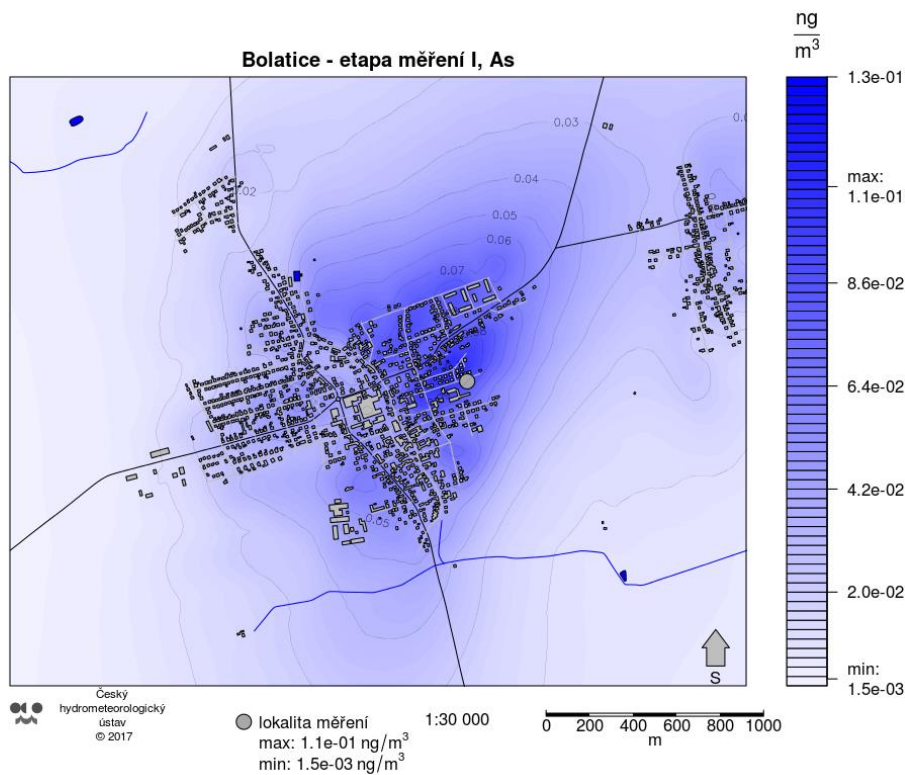 Bolatice - etapa měření I, As
ng
m³
1.3e-01
max:
1.1e-01
8.6e-02
6.4e-02
4.2e-02
2.0e-02
min:
1.5e-03
0.03
0.04
0.05
0.06
0.07
0.05
S
Český
hydrometeorologický
ústav
© 2017
lokalita měření
max: 1.1e-01 ng/m³
min: 1.5e-03 ng/m³
1:30 000
0 200 400 600 800 1000
m